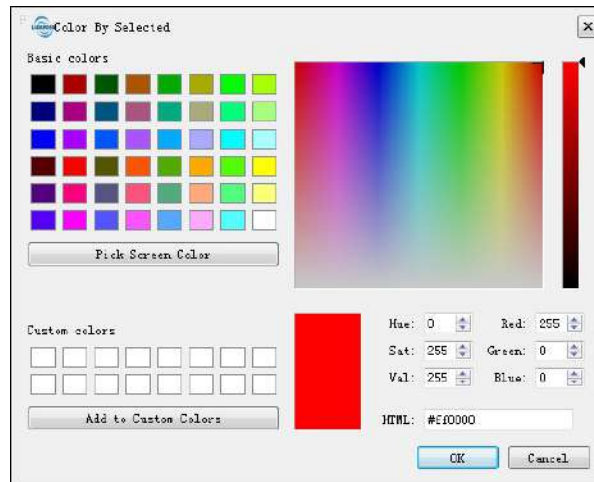 Color By Selected
Basic colors
Pick Screen Color
Custom colors
Add to Custom Colors
Hue: 0 Red: 255
Sat: 255 Green: 0
Val: 255 Blue: 0
HTML: #ff0000
OK Cancel